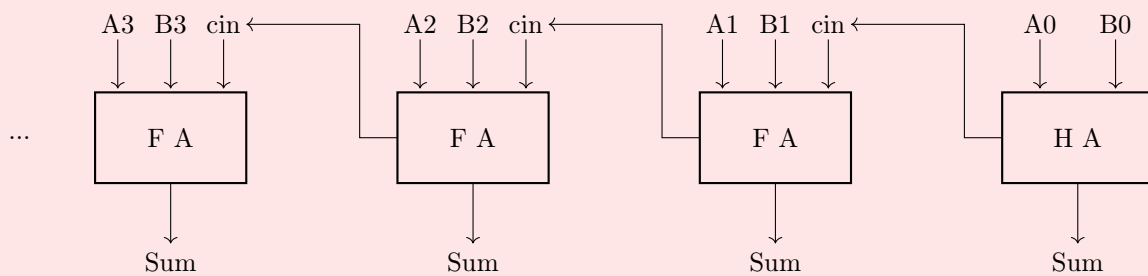 A3 B3 cin A2 B2 cin A1 B1 cin A0 B0
... F A F A F A H A
Sum Sum Sum Sum